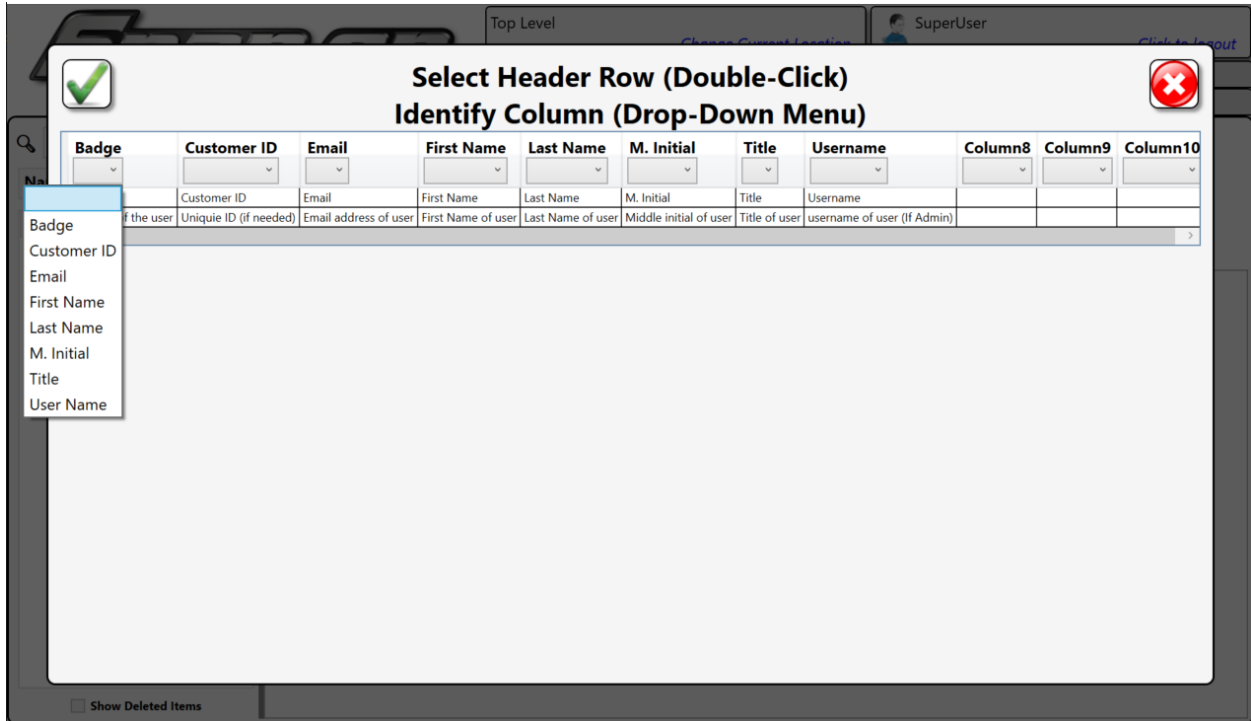 Top Level
SuperUser
Change Current Location
Click to logout
Select Header Row (Double-Click)
Identify Column (Drop-Down Menu)
Badge Customer ID Email First Name Last Name M. Initial Title Username Column8 Column9 Column10
Customer ID Email First Name Last Name M. Initial Title Username
of the user Uniquie ID (if needed) Email address of user First Name of user Last Name of user Middle initial of user Title of user username of user (If Admin)
Badge
Customer ID
Email
First Name
Last Name
M. Initial
Title
User Name
Show Deleted Items